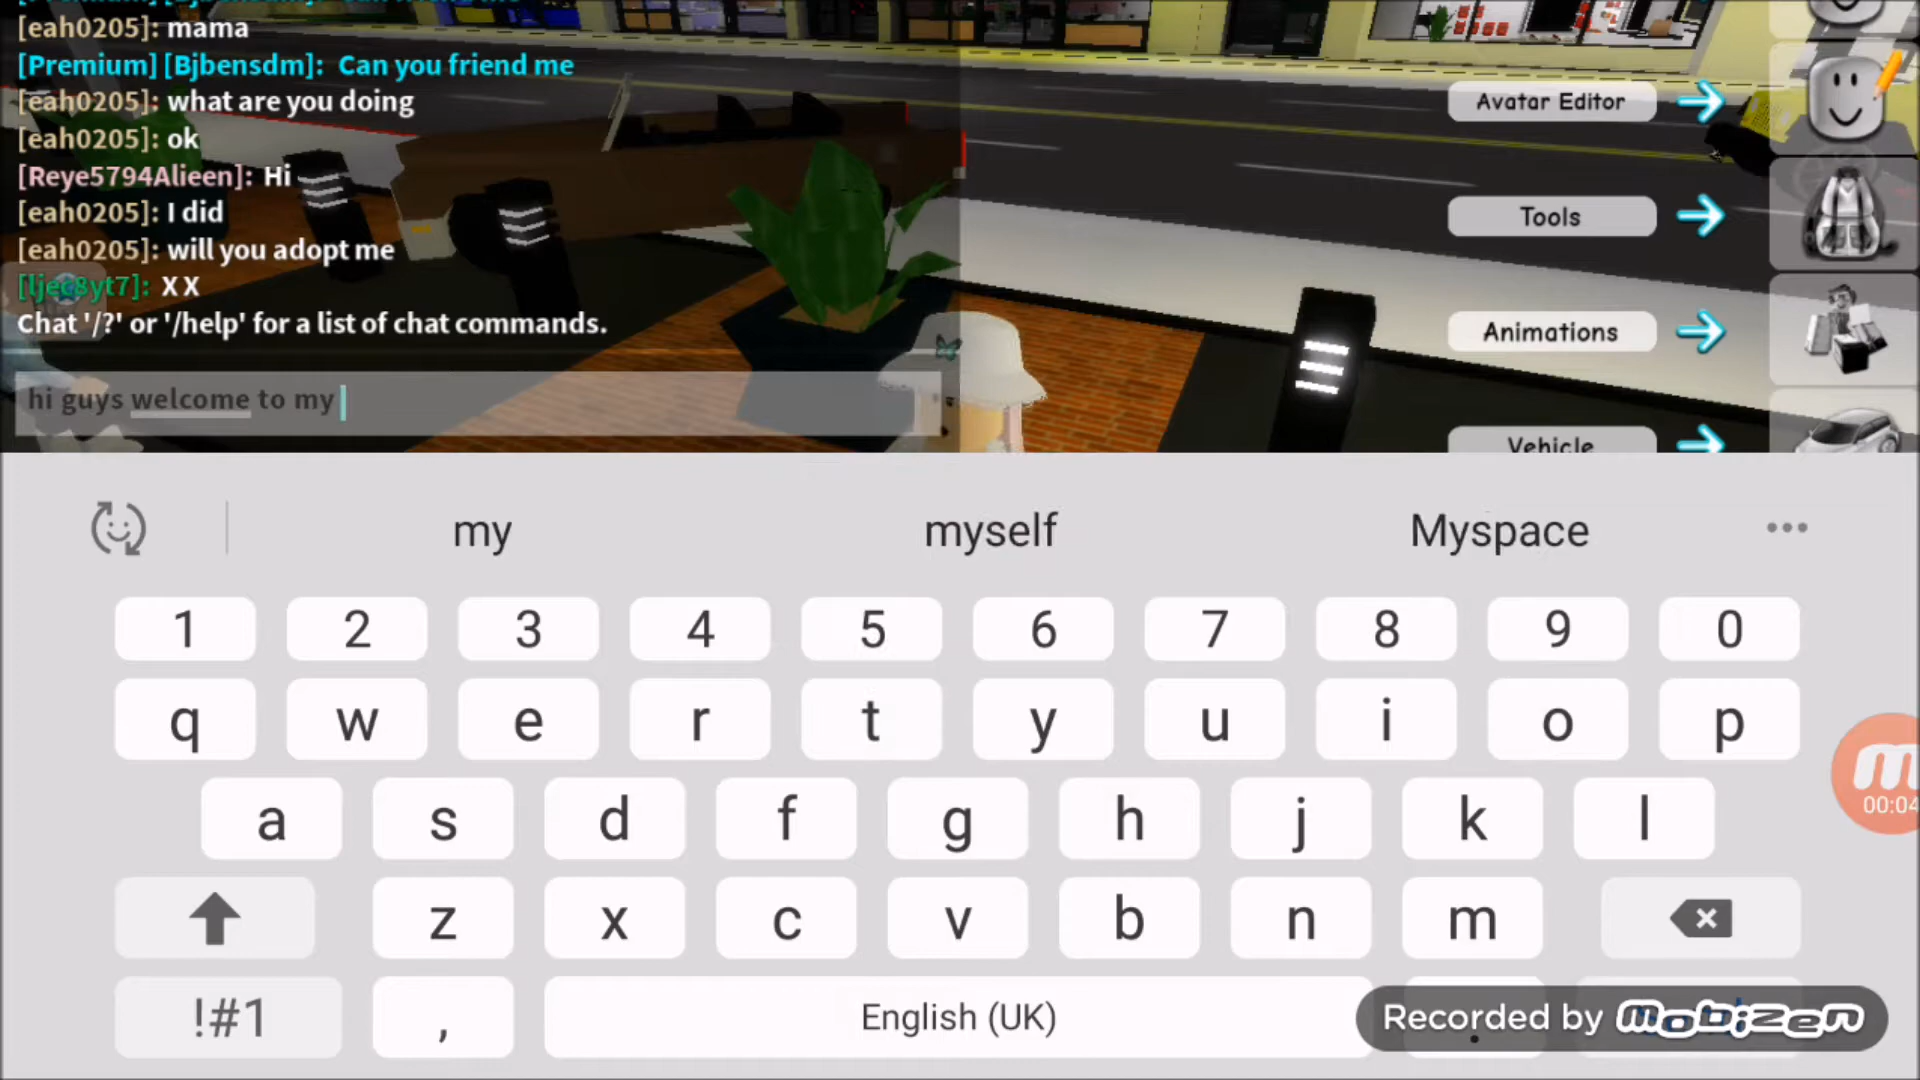 [eah0205]: mama
[Premium] [Bjbensdm]: Can you friend me
[eah0205]: what are you doing
[eah0205]: ok
[Reye5794Alieen]: Hi
[eah0205]: I did
[eah0205]: will you adopt me
[ljec8yt7]: X X
Chat '/?' or '/help' for a list of chat commands.
hi guys welcome to my
Avatar Editor
Tools
Animations
Vehicle
my myself Myspace
1 2 3 4 5 6 7 8 9 0
q w e r t y u i o p
a s d f g h j k l
00:04
z x c v b n m
!#1 , English (UK) .
Recorded by mobizen